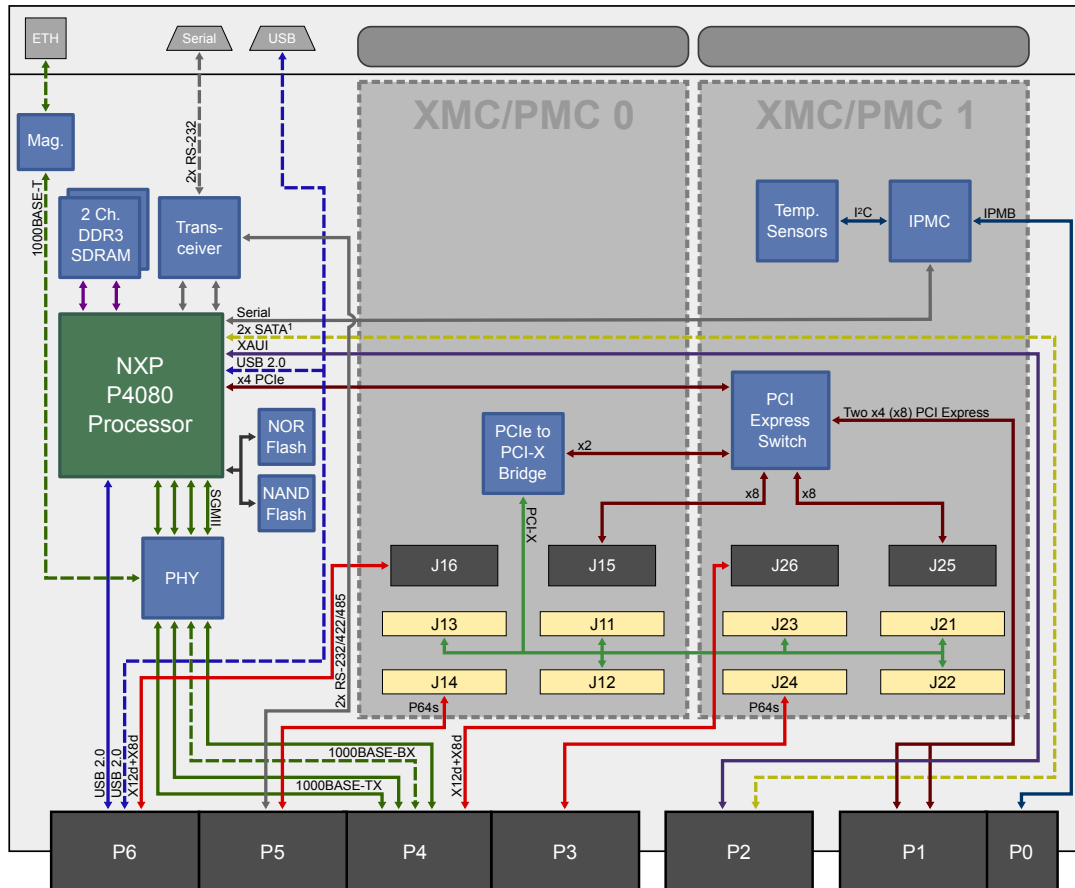 ETH
Serial
USB
XMC/PMC 0
XMC/PMC 1
Mag.
2x RS-232
1000BASE-T
2 Ch.
DDR3
SDRAM
Trans-
ceiver
Temp.
Sensors
I²C
IPMC
IPMB
Serial
2x SATA¹
XAUI
USB 2.0
x4 PCIe
NXP
P4080
Processor
PCI
Express
Switch
Two x4 (x8) PCI Express
NOR
Flash
NAND
Flash
PCIe to
PCI-X
Bridge
x2
x8
x8
SGMII
PCI-X
PHY
J16
J15
J26
J25
2x RS-232/422/485
J13
J11
J23
J21
J14
J12
J24
J22
P64s
P64s
USB 2.0
USB 2.0
X12d+X8d
1000BASE-BX
1000BASE-TX
X12d+X8d
P6
P5
P4
P3
P2
P1
P0